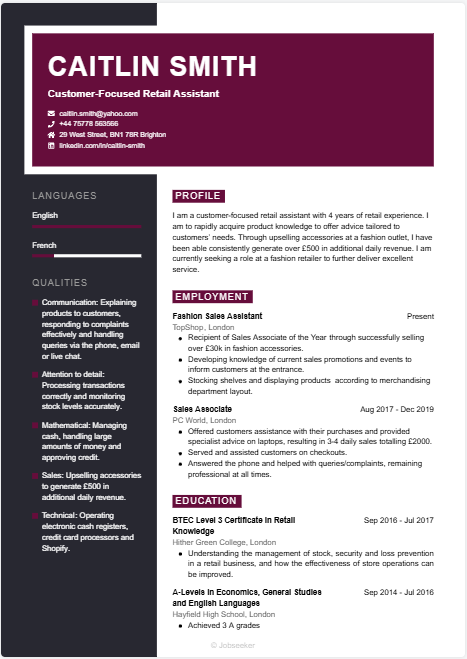 CAITLIN SMITH
Customer-Focused Retail Assistant
caitlin.smith@yahoo.com
+44 75778 563566
29 West Street, BN1 78R Brighton
linkedin.com/in/caitlin-smith
LANGUAGES
English
French
QUALITIES
Communication: Explaining
products to customers,
responding to complaints
effectively and handling
queries via the phone, email
or live chat.
Attention to detail:
Processing transactions
correctly and monitoring
stock levels accurately.
Mathematical: Managing
cash, handling large
amounts of money and
approving credit.
Sales: Upselling accessories
to generate £500 in
additional daily revenue.
Technical: Operating
electronic cash registers,
credit card processors and
Shopify.
PROFILE
I am a customer-focused retail assistant with 4 years of retail experience. I
am to rapidly acquire product knowledge to offer advice tailored to
customers' needs. Through upselling accessories at a fashion outlet, I have
been able consistently generate over £500 in additional daily revenue. I am
currently seeking a role at a fashion retailer to further deliver excellent
service.
EMPLOYMENT
Fashion Sales Assistant Present
TopShop, London
• Recipient of Sales Associate of the Year through successfully selling
over £30k in fashion accessories.
• Developing knowledge of current sales promotions and events to
inform customers at the entrance.
• Stocking shelves and displaying products according to merchandising
department layout.
Sales Associate Aug 2017 - Dec 2019
PC World, London
• Offered customers assistance with their purchases and provided
specialist advice on laptops, resulting in 3-4 daily sales totalling £2000.
• Served and assisted customers on checkouts.
• Answered the phone and helped with queries/complaints, remaining
professional at all times.
EDUCATION
BTEC Level 3 Certificate in Retail Sep 2016 - Jul 2017
Knowledge
Hither Green College, London
• Understanding the management of stock, security and loss prevention
in a retail business, and how the effectiveness of store operations can
be improved.
A-Levels in Economics, General Studies Sep 2014 - Jul 2016
and English Languages
Hayfield High School, London
• Achieved 3 A grades
© Jobseeker